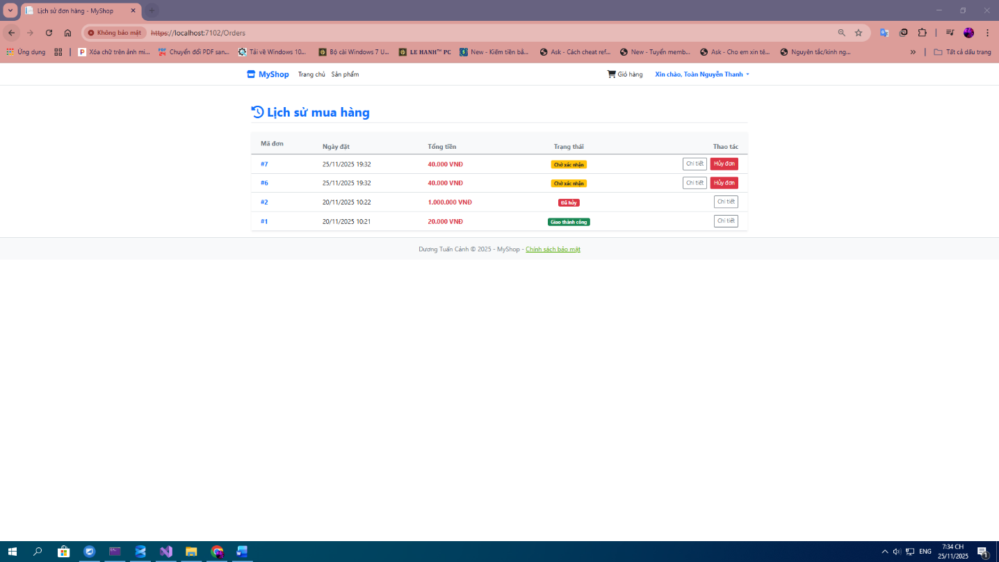 Lịch sử đơn hàng - MyShop
Không bảo mật https://localhost:7102/Orders
Ứng dụng Xóa chữ trên ảnh mi... Chuyển đổi PDF san... Tải về Windows 10... Bộ cài Windows 7 U... LE HANH™ PC New - Kiếm tiền bằ... Ask - Cách cheat ref... New - Tuyển memb... Ask - Cho em xin tê... Nguyên tắc/kinh ng... » Tất cả dấu trang
MyShop Trang chủ Sản phẩm Giỏ hàng Xin chào, Toàn Nguyễn Thanh
Lịch sử mua hàng
Mã đơn Ngày đặt Tổng tiền Trạng thái Thao tác
#7 25/11/2025 19:32 40.000 VNĐ Chờ xác nhận Chi tiết Hủy đơn
#6 25/11/2025 19:32 40.000 VNĐ Chờ xác nhận Chi tiết Hủy đơn
#2 20/11/2025 10:22 1.000.000 VNĐ Đã hủy Chi tiết
#1 20/11/2025 10:21 20.000 VNĐ Giao thành công Chi tiết
Dương Tuấn Cảnh © 2025 - MyShop - Chính sách bảo mật
ENG 7:34 CH
25/11/2025 1